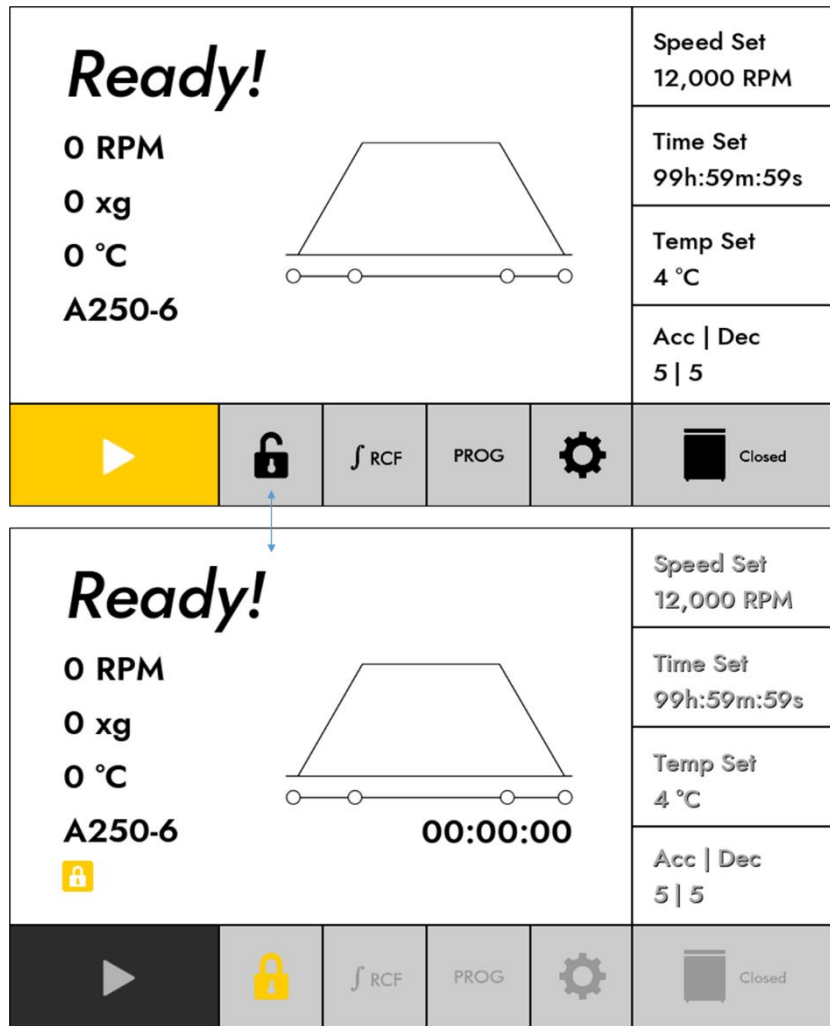 Ready!
0 RPM
0 xg
0 °C
A250-6
Speed Set
12,000 RPM
Time Set
99h:59m:59s
Temp Set
4 °C
Acc | Dec
5 | 5
∫ RCF
PROG
Closed
Ready!
0 RPM
0 xg
0 °C
A250-6
00:00:00
Speed Set
12,000 RPM
Time Set
99h:59m:59s
Temp Set
4 °C
Acc | Dec
5 | 5
∫ RCF
PROG
Closed